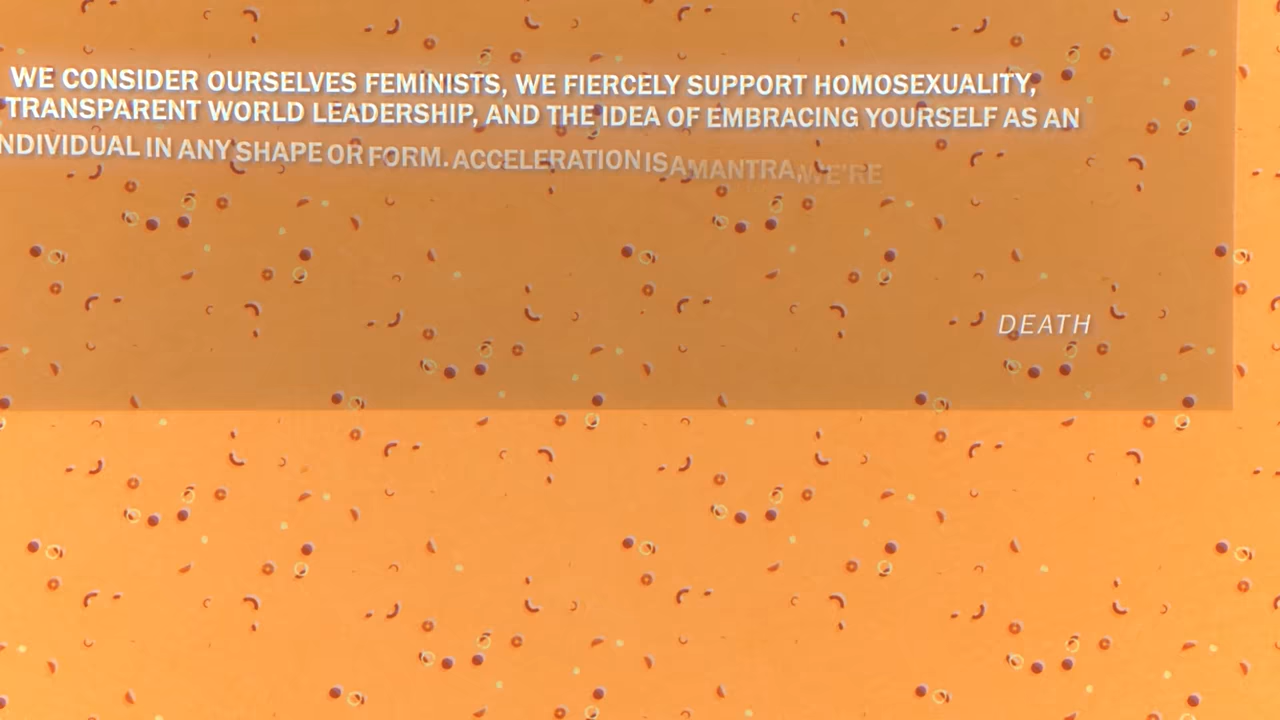 WE CONSIDER OURSELVES FEMINISTS, WE FIERCELY SUPPORT HOMOSEXUALITY,
TRANSPARENT WORLD LEADERSHIP, AND THE IDEA OF EMBRACING YOURSELF AS AN
NDIVIDUAL IN ANY SHAPE OR FORM. ACCELERATION IS A MANTRA, WE'RE
DEATH